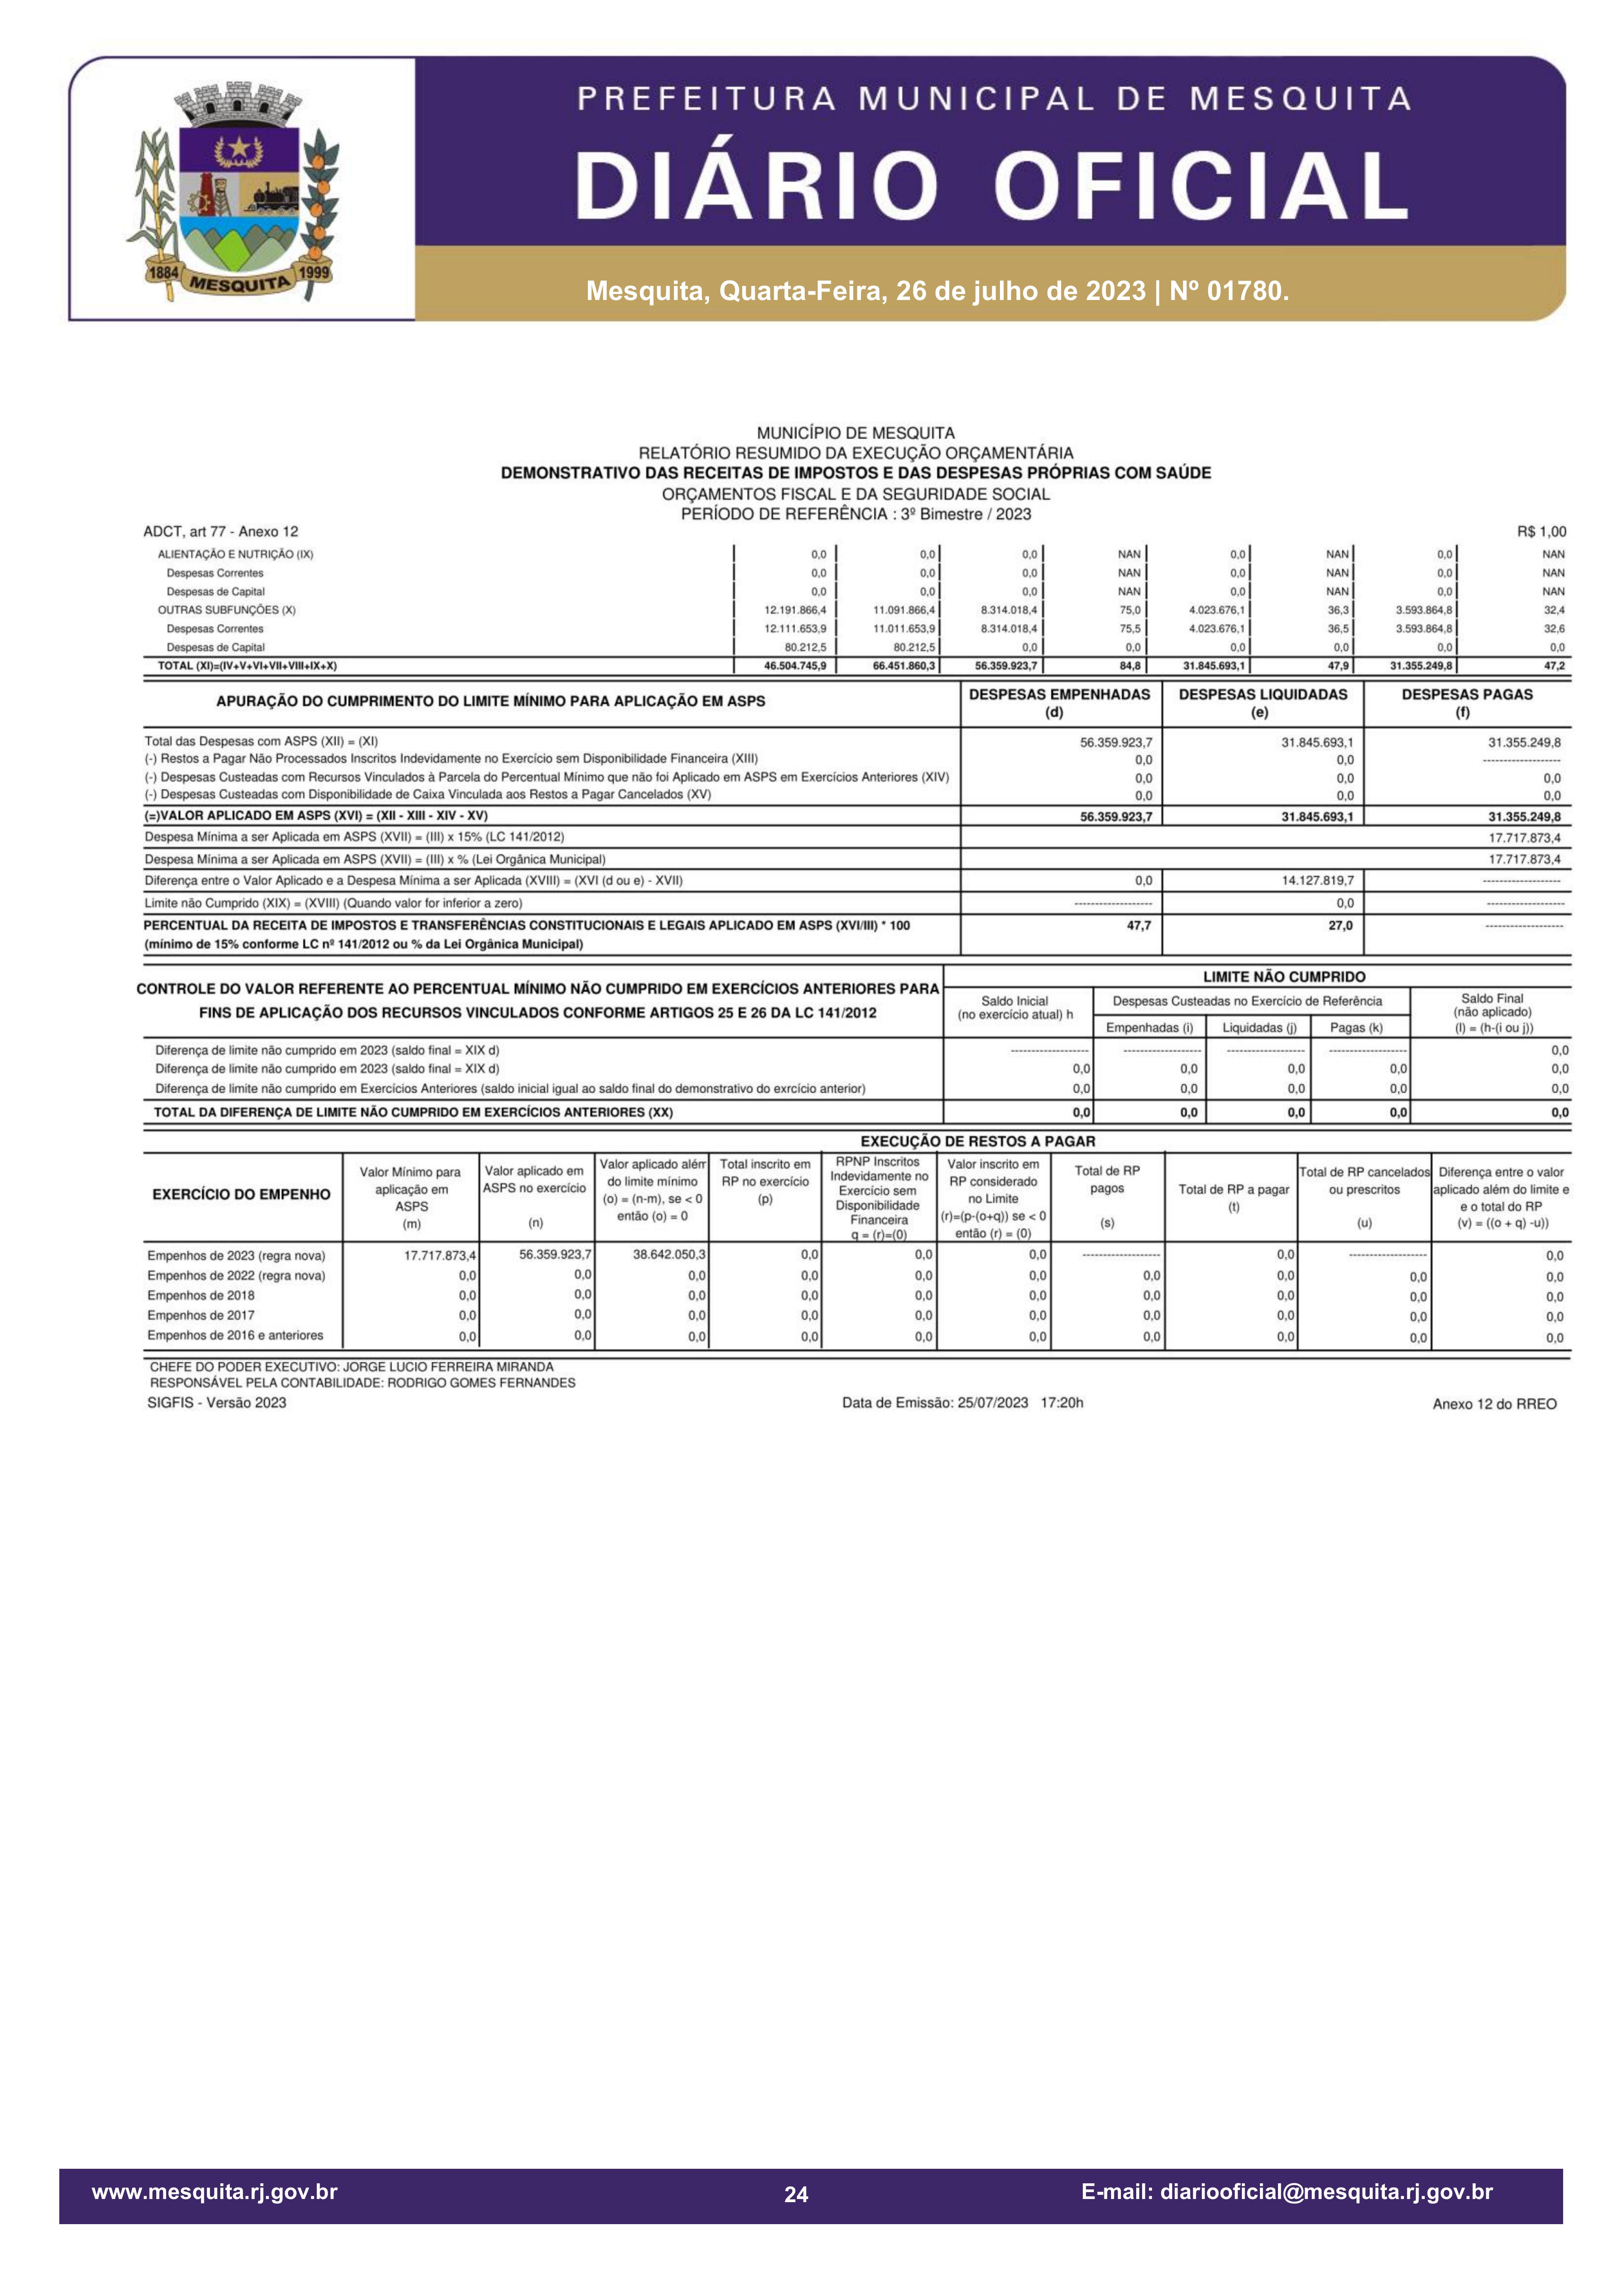 PREFEITURA MUNICIPAL DE MESQUITA
DIÁRIO OFICIAL
1884 MESQUITA 1999
Mesquita, Quarta-Feira, 26 de julho de 2023 | Nº 01780.
MUNICÍPIO DE MESQUITA
RELATÓRIO RESUMIDO DA EXECUÇÃO ORÇAMENTÁRIA
DEMONSTRATIVO DAS RECEITAS DE IMPOSTOS E DAS DESPESAS PRÓPRIAS COM SAÚDE
ORÇAMENTOS FISCAL E DA SEGURIDADE SOCIAL
PERÍODO DE REFERÊNCIA : 3º Bimestre / 2023
ADCT, art 77 - Anexo 12 R$ 1,00
ALIENTAÇÃO E NUTRIÇÃO (IX) 0,0 0,0 0,0 NAN 0,0 NAN 0,0 NAN
Despesas Correntes 0,0 0,0 0,0 NAN 0,0 NAN 0,0 NAN
Despesas de Capital 0,0 0,0 0,0 NAN 0,0 NAN 0,0 NAN
OUTRAS SUBFUNÇÕES (X) 12.191.866,4 11.091.866,4 8.314.018,4 75,0 4.023.676,1 36,3 3.593.864,8 32,4
Despesas Correntes 12.111.653,9 11.011.653,9 8.314.018,4 75,5 4.023.676,1 36,5 3.593.864,8 32,6
Despesas de Capital 80.212,5 80.212,5 0,0 0,0 0,0 0,0 0,0 0,0
TOTAL (XI)=(IV+V+VI+VII+VIII+IX+X) 46.504.745,9 66.451.860,3 56.359.923,7 84,8 31.845.693,1 47,9 31.355.249,8 47,2
APURAÇÃO DO CUMPRIMENTO DO LIMITE MÍNIMO PARA APLICAÇÃO EM ASPS DESPESAS EMPENHADAS (d) DESPESAS LIQUIDADAS (e) DESPESAS PAGAS (f)
Total das Despesas com ASPS (XII) = (XI) 56.359.923,7 31.845.693,1 31.355.249,8
(-) Restos a Pagar Não Processados Inscritos Indevidamente no Exercício sem Disponibilidade Financeira (XIII) 0,0 0,0 ------------------
(-) Despesas Custeadas com Recursos Vinculados à Parcela do Percentual Mínimo que não foi Aplicado em ASPS em Exercícios Anteriores (XIV) 0,0 0,0 0,0
(-) Despesas Custeadas com Disponibilidade de Caixa Vinculada aos Restos a Pagar Cancelados (XV) 0,0 0,0 0,0
(=)VALOR APLICADO EM ASPS (XVI) = (XII - XIII - XIV - XV) 56.359.923,7 31.845.693,1 31.355.249,8
Despesa Mínima a ser Aplicada em ASPS (XVII) = (III) x 15% (LC 141/2012) 17.717.873,4
Despesa Mínima a ser Aplicada em ASPS (XVII) = (III) x % (Lei Orgânica Municipal) 17.717.873,4
Diferença entre o Valor Aplicado e a Despesa Mínima a ser Aplicada (XVIII) = (XVI (d ou e) - XVII) 0,0 14.127.819,7 ------------------
Limite não Cumprido (XIX) = (XVIII) (Quando valor for inferior a zero) ------------------ 0,0 ------------------
PERCENTUAL DA RECEITA DE IMPOSTOS E TRANSFERÊNCIAS CONSTITUCIONAIS E LEGAIS APLICADO EM ASPS (XVI/III) * 100 47,7 27,0 ------------------
(mínimo de 15% conforme LC nº 141/2012 ou % da Lei Orgânica Municipal)
CONTROLE DO VALOR REFERENTE AO PERCENTUAL MÍNIMO NÃO CUMPRIDO EM EXERCÍCIOS ANTERIORES PARA
FINS DE APLICAÇÃO DOS RECURSOS VINCULADOS CONFORME ARTIGOS 25 E 26 DA LC 141/2012
LIMITE NÃO CUMPRIDO
Saldo Inicial
(no exercício atual) h
Despesas Custeadas no Exercício de Referência
Empenhadas (i) Liquidadas (j) Pagas (k)
Saldo Final
(não aplicado)
(l) = (h-(i ou j))
Diferença de limite não cumprido em 2023 (saldo final = XIX d) ------------------ ------------------ ------------------ ------------------ 0,0
Diferença de limite não cumprido em 2023 (saldo final = XIX d) 0,0 0,0 0,0 0,0 0,0
Diferença de limite não cumprido em Exercícios Anteriores (saldo inicial igual ao saldo final do demonstrativo do exrcício anterior) 0,0 0,0 0,0 0,0 0,0
TOTAL DA DIFERENÇA DE LIMITE NÃO CUMPRIDO EM EXERCÍCIOS ANTERIORES (XX) 0,0 0,0 0,0 0,0 0,0
EXECUÇÃO DE RESTOS A PAGAR
EXERCÍCIO DO EMPENHO
Valor Mínimo para
aplicação em
ASPS
(m)
Valor aplicado em
ASPS no exercício
(n)
Valor aplicado além
do limite mínimo
(o) = (n-m), se < 0
então (o) = 0
Total inscrito em
RP no exercício
(p)
RPNP Inscritos
Indevidamente no
Exercício sem
Disponibilidade
Financeira
q = (r)=(0)
Valor inscrito em
RP considerado
no Limite
(r)=(p-(o+q)) se < 0
então (r) = (0)
Total de RP
pagos
(s)
Total de RP a pagar
(t)
Total de RP cancelados
ou prescritos
(u)
Diferença entre o valor
aplicado além do limite e
e o total do RP
(v) = ((o + q) -u))
Empenhos de 2023 (regra nova) 17.717.873,4 56.359.923,7 38.642.050,3 0,0 0,0 0,0 ------------------ 0,0 ------------------ 0,0
Empenhos de 2022 (regra nova) 0,0 0,0 0,0 0,0 0,0 0,0 0,0 0,0 0,0 0,0
Empenhos de 2018 0,0 0,0 0,0 0,0 0,0 0,0 0,0 0,0 0,0 0,0
Empenhos de 2017 0,0 0,0 0,0 0,0 0,0 0,0 0,0 0,0 0,0 0,0
Empenhos de 2016 e anteriores 0,0 0,0 0,0 0,0 0,0 0,0 0,0 0,0 0,0 0,0
CHEFE DO PODER EXECUTIVO: JORGE LUCIO FERREIRA MIRANDA
RESPONSÁVEL PELA CONTABILIDADE: RODRIGO GOMES FERNANDES
SIGFIS - Versão 2023 Data de Emissão: 25/07/2023 17:20h Anexo 12 do RREO
www.mesquita.rj.gov.br 24 E-mail: diariooficial@mesquita.rj.gov.br